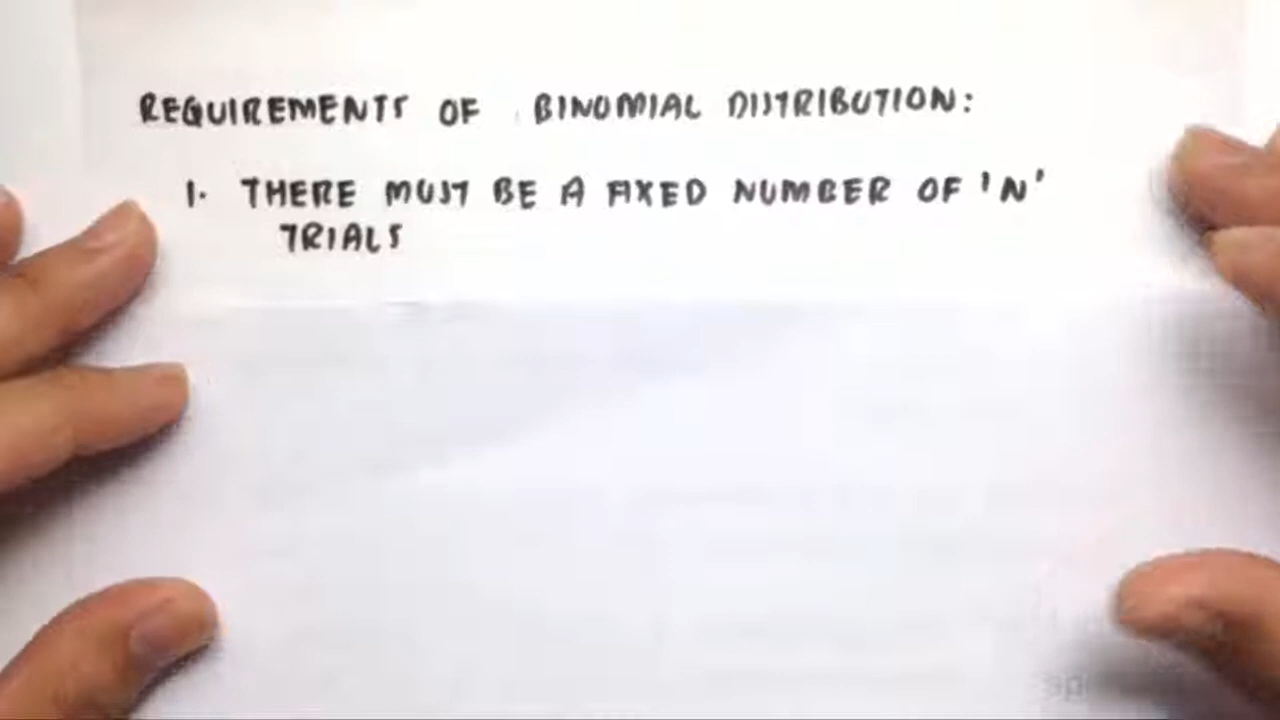 REQUIREMENTS OF BINOMIAL DISTRIBUTION:
1. THERE MUST BE A FIXED NUMBER OF 'N'
TRIALS